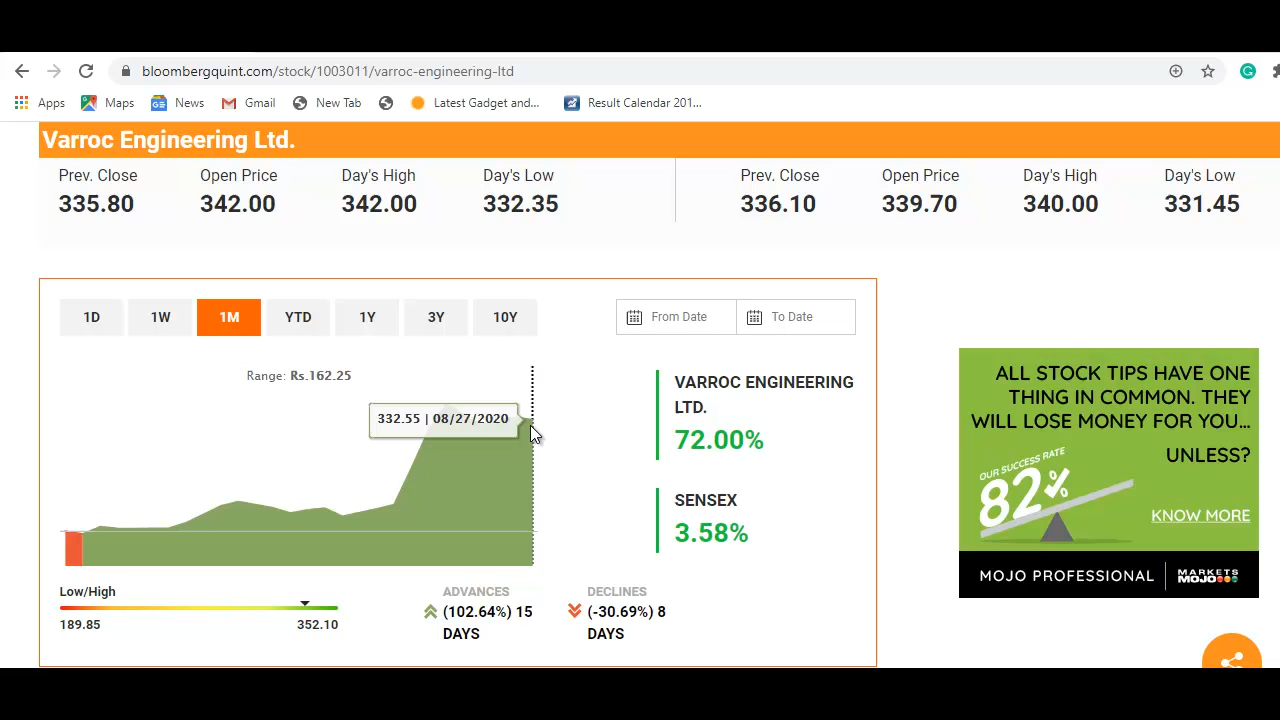 bloombergquint.com/stock/1003011/varroc-engineering-ltd
Apps Maps News Gmail New Tab Latest Gadget and... Result Calendar 201...
Varroc Engineering Ltd.
Prev. Close Open Price Day's High Day's Low
335.80 342.00 342.00 332.35
Prev. Close Open Price Day's High Day's Low
336.10 339.70 340.00 331.45
1D 1W 1M YTD 1Y 3Y 10Y
From Date To Date
Range: Rs.162.25
332.55 | 08/27/2020
VARROC ENGINEERING
LTD.
72.00%
SENSEX
3.58%
Low/High
189.85 352.10
ADVANCES
(102.64%) 15
DAYS
DECLINES
(-30.69%) 8
DAYS
ALL STOCK TIPS HAVE ONE
THING IN COMMON. THEY
WILL LOSE MONEY FOR YOU...
UNLESS?
OUR SUCCESS RATE
82%
KNOW MORE
MOJO PROFESSIONAL
MARKETS
MOJO